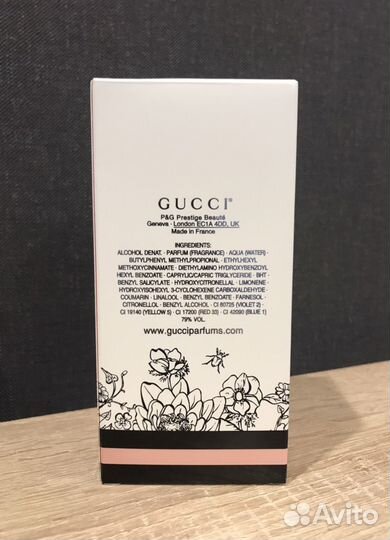 GUCCI®
P&G Prestige Beauté
Geneva · London EC1A 4DD, UK
Made in France
INGREDIENTS:
ALCOHOL DENAT. · PARFUM (FRAGRANCE) · AQUA (WATER) ·
BUTYLPHENYL METHYLPROPIONAL · ETHYLHEXYL
METHOXYCINNAMATE · DIETHYLAMINO HYDROXYBENZOYL
HEXYL BENZOATE · CAPRYLIC/CAPRIC TRIGLYCERIDE · BHT ·
BENZYL SALICYLATE · HYDROXYCITRONELLAL · LIMONENE ·
HYDROXYISOHEXYL 3-CYCLOHEXENE CARBOXALDEHYDE ·
COUMARIN · LINALOOL · BENZYL BENZOATE · FARNESOL ·
CITRONELLOL · BENZYL ALCOHOL · CI 60725 (VIOLET 2) ·
CI 19140 (YELLOW 5) · CI 17200 (RED 33) · CI 42090 (BLUE 1)
79% VOL.
www.gucciparfums.com
Avito